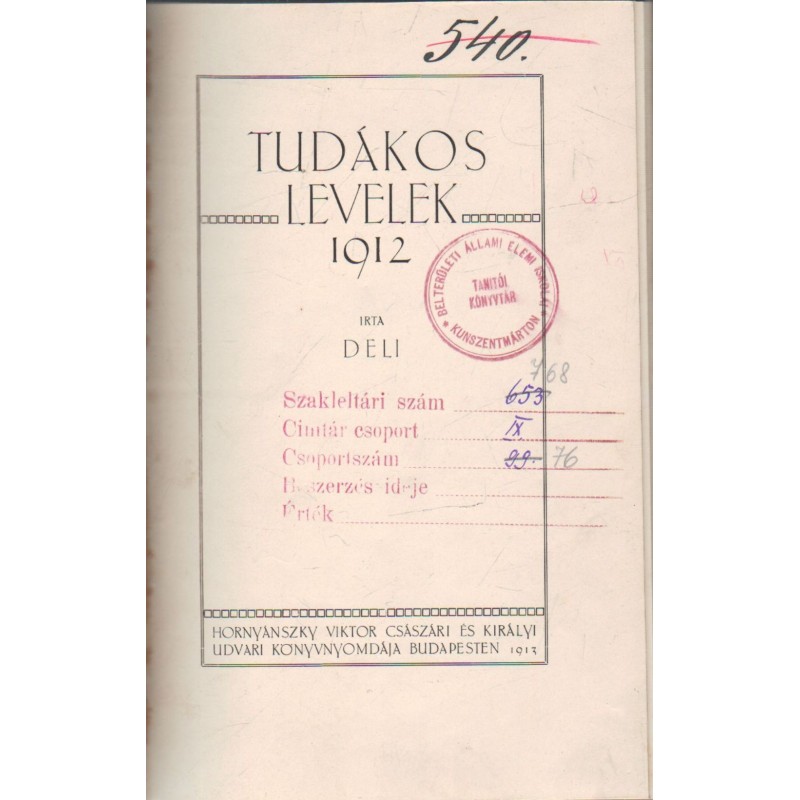 540.
TUDÁKOS
LEVELEK
1912
BELTERÜLETI ÁLLAMI ELEMI ISKOLA
TANITÓI
KÖNYVTÁR
* KUNSZENTMÁRTON *
IRTA
DELI
768
Szakleltári szám 653
Cimtár csoport IX
Csoportszám 99. 76
Beszerzés ideje
Érték
HORNYÁNSZKY VIKTOR CSÁSZÁRI ÉS KIRÁLYI
UDVARI KÖNYVNYOMDÁJA BUDAPESTEN 1913